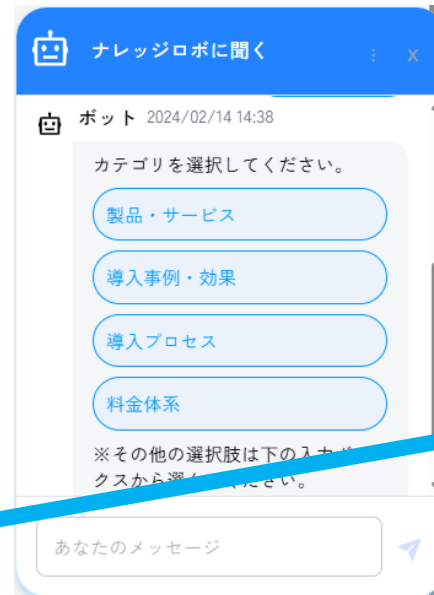 ナレッジロボに聞く
X
ボット 2024/02/14 14:38
カテゴリを選択してください。
製品・サービス
導入事例・効果
導入プロセス
料金体系
※その他の選択肢は下の入力
クスから選
ください。
あなたのメッセージ